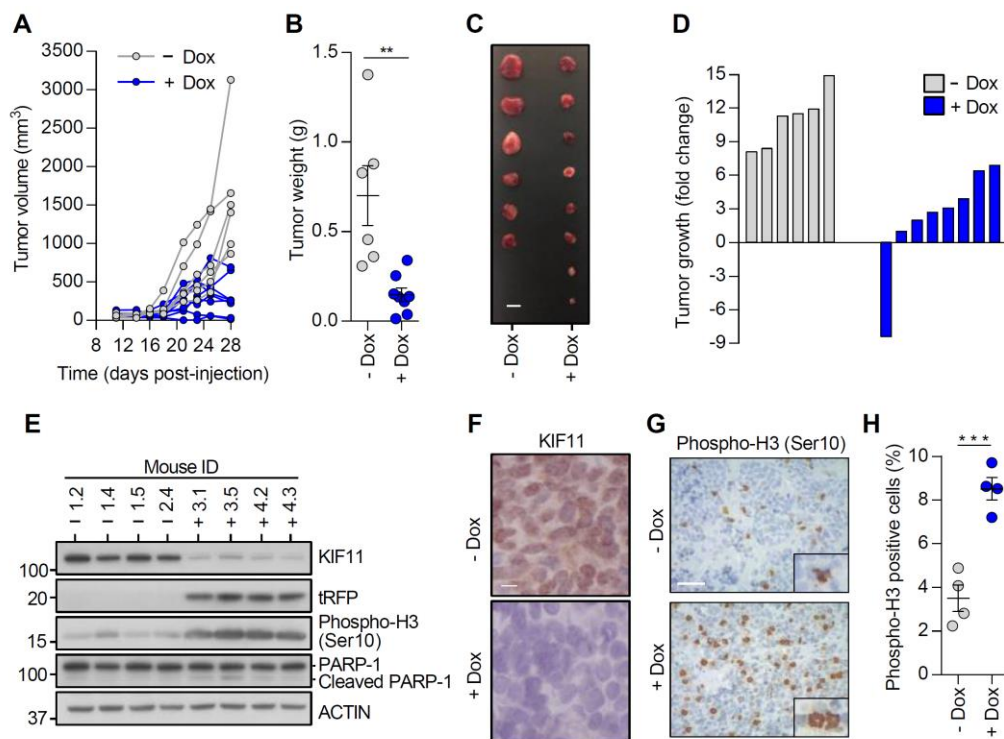 A
Tumor volume (mm³)
3500
3000
2500
2000
1500
1000
500
0
8 12 16 20 24 28
Time (days post-injection)
− Dox
+ Dox
B
Tumor weight (g)
**
1.5
1.0
0.5
0.0
- Dox
+ Dox
C
- Dox
+ Dox
D
Tumor growth (fold change)
15
12
9
6
3
0
-3
-6
-9
− Dox
+ Dox
E
Mouse ID
− 1.2
− 1.4
− 1.5
− 2.4
+ 3.1
+ 3.5
+ 4.2
+ 4.3
100
KIF11
20
tRFP
15
Phospho-H3
(Ser10)
100
PARP-1
Cleaved PARP-1
37
ACTIN
F
KIF11
- Dox
+ Dox
G
Phospho-H3 (Ser10)
- Dox
+ Dox
H
Phospho-H3 positive cells (%)
***
10
8
6
4
2
0
- Dox
+ Dox